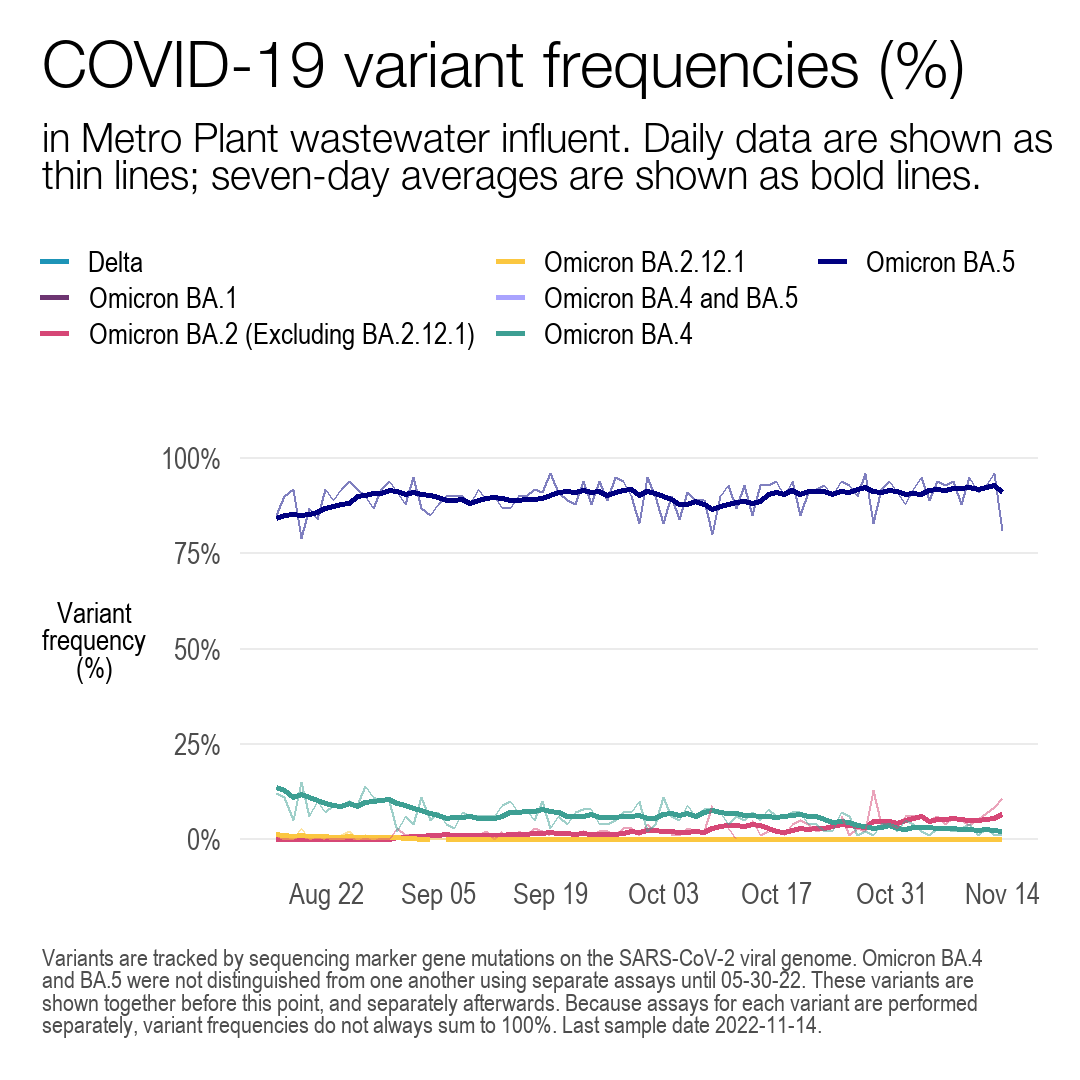 COVID-19 variant frequencies (%)
in Metro Plant wastewater influent. Daily data are shown as
thin lines; seven-day averages are shown as bold lines.
Delta
Omicron BA.1
Omicron BA.2 (Excluding BA.2.12.1)
Omicron BA.2.12.1
Omicron BA.4 and BA.5
Omicron BA.4
Omicron BA.5
Variant
frequency
(%)
100%
75%
50%
25%
0%
Aug 22
Sep 05
Sep 19
Oct 03
Oct 17
Oct 31
Nov 14
Variants are tracked by sequencing marker gene mutations on the SARS-CoV-2 viral genome. Omicron BA.4
and BA.5 were not distinguished from one another using separate assays until 05-30-22. These variants are
shown together before this point, and separately afterwards. Because assays for each variant are performed
separately, variant frequencies do not always sum to 100%. Last sample date 2022-11-14.